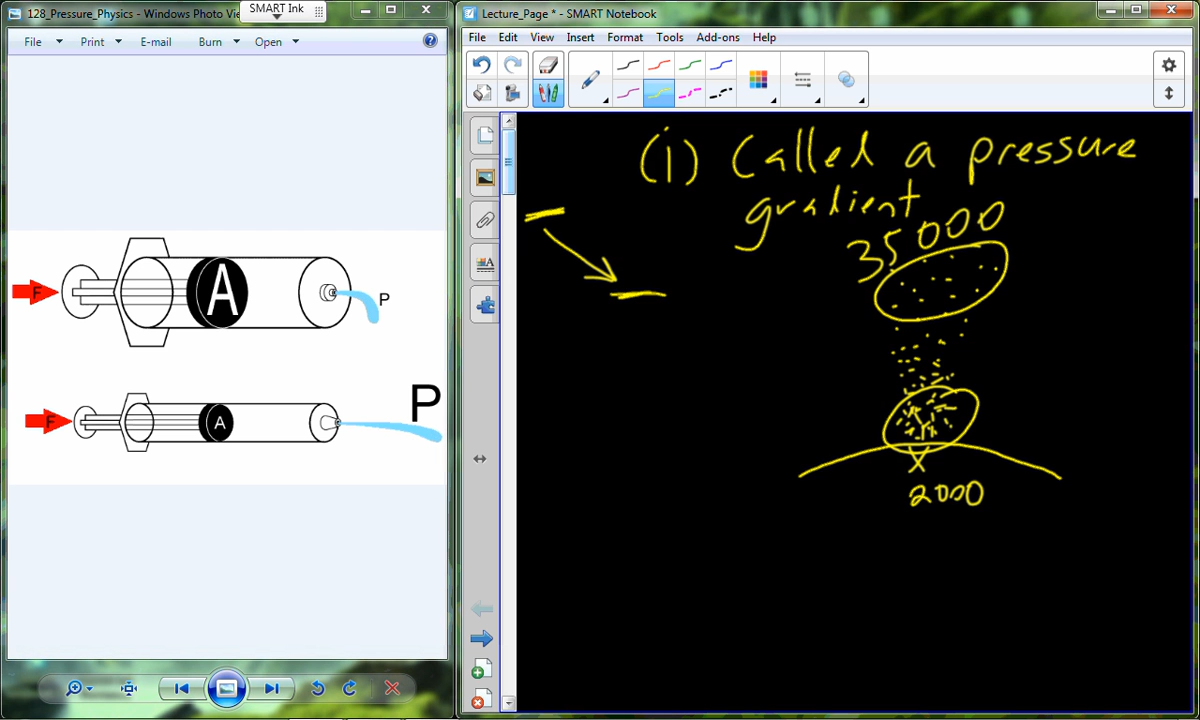 128_Pressure_Physics - Windows Photo Vie
SMART Ink
File Print E-mail Burn Open
F
A
P
F
A
P
Lecture_Page * - SMART Notebook
File Edit View Insert Format Tools Add-ons Help
(i) Called a pressure
gradient
35000
X
2000